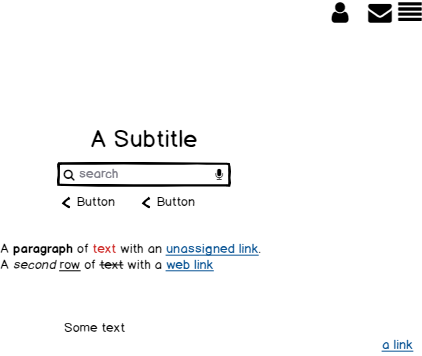 A Subtitle
search
Button Button
A paragraph of text with an unassigned link.
A second row of text with a web link
Some text
a link